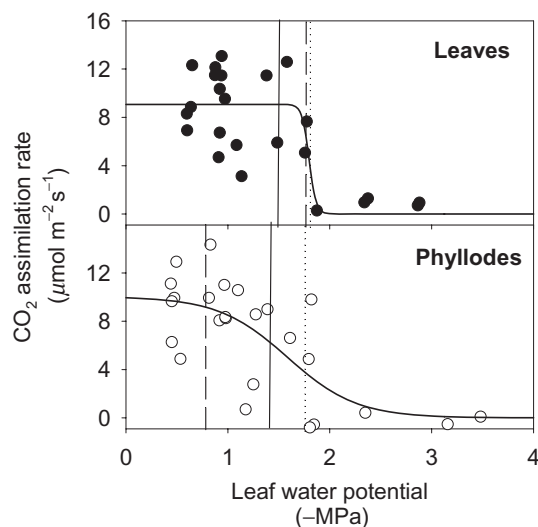 16
Leaves
12
8
4
0
Phyllodes
12
8
4
0
CO₂ assimilation rate
(μmol m⁻² s⁻¹)
0 1 2 3 4
Leaf water potential
(−MPa)